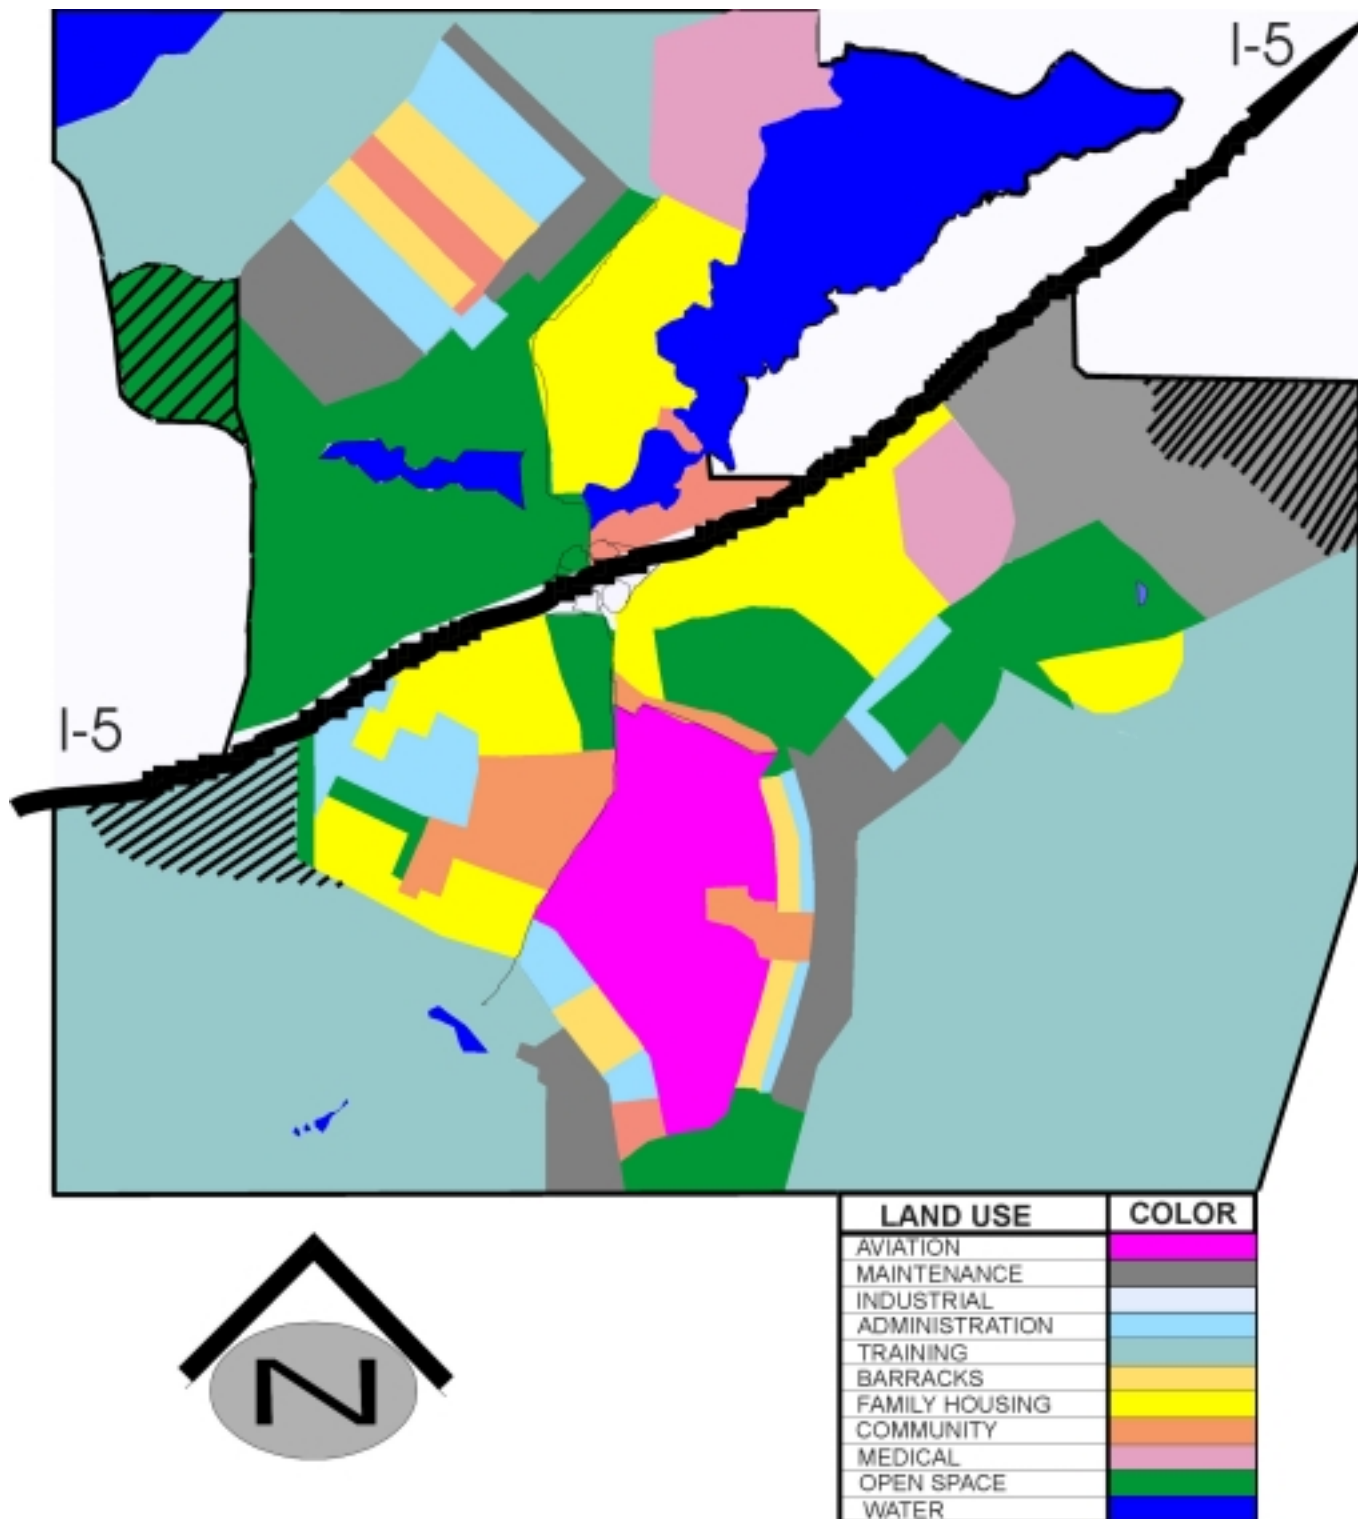 I-5
I-5
LAND USE COLOR
AVIATION
MAINTENANCE
INDUSTRIAL
ADMINISTRATION
TRAINING
BARRACKS
FAMILY HOUSING
COMMUNITY
MEDICAL
OPEN SPACE
WATER
N